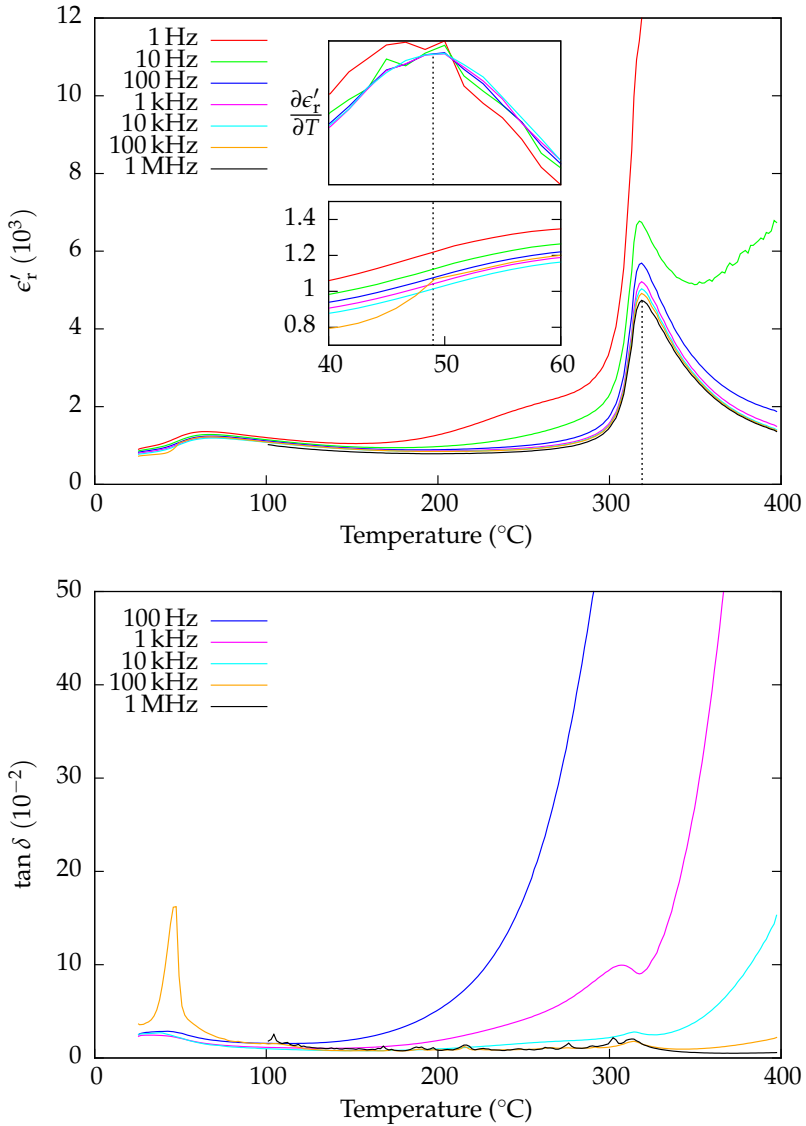 12
10
8
6
4
2
0
ϵ′r (10³)
1 Hz
10 Hz
100 Hz
1 kHz
10 kHz
100 kHz
1 MHz
∂ϵ′r
∂T
1.4
1.2
1
0.8
40 50 60
0 100 200 300 400
Temperature (°C)
50
40
30
20
10
0
tan δ (10⁻²)
100 Hz
1 kHz
10 kHz
100 kHz
1 MHz
0 100 200 300 400
Temperature (°C)